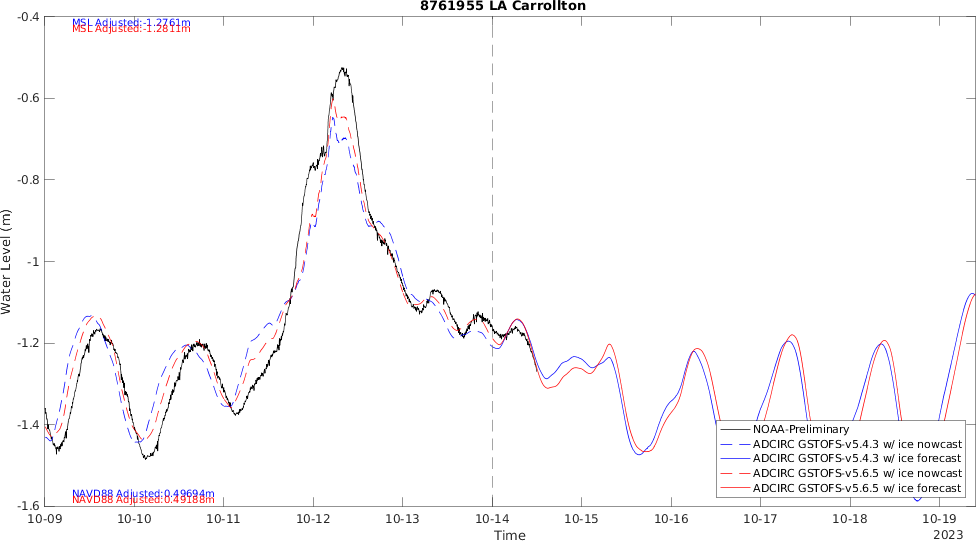 8761955 LA Carrollton
MSL Adjusted:-1.2761m
MSL Adjusted:-1.2811m
-0.4
-0.6
-0.8
-1
-1.2
-1.4
-1.6
Water Level (m)
NOAA-Preliminary
ADCIRC GSTOFS-v5.4.3 w/ ice nowcast
ADCIRC GSTOFS-v5.4.3 w/ ice forecast
ADCIRC GSTOFS-v5.6.5 w/ ice nowcast
ADCIRC GSTOFS-v5.6.5 w/ ice forecast
NAVD88 Adjusted:0.49694m
NAVD88 Adjusted:0.49188m
10-09 10-10 10-11 10-12 10-13 10-14 10-15 10-16 10-17 10-18 10-19
Time
2023